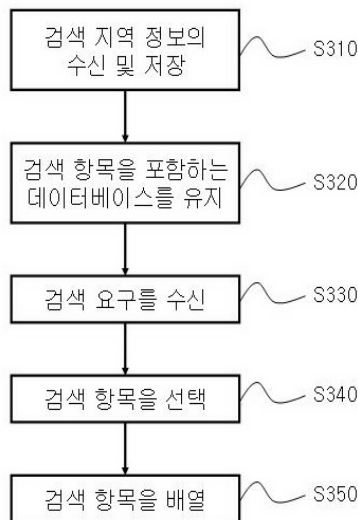 검색 지역 정보의
수신 및 저장
S310
검색 항목을 포함하는
데이터베이스를 유지
S320
검색 요구를 수신
S330
검색 항목을 선택
S340
검색 항목을 배열
S350